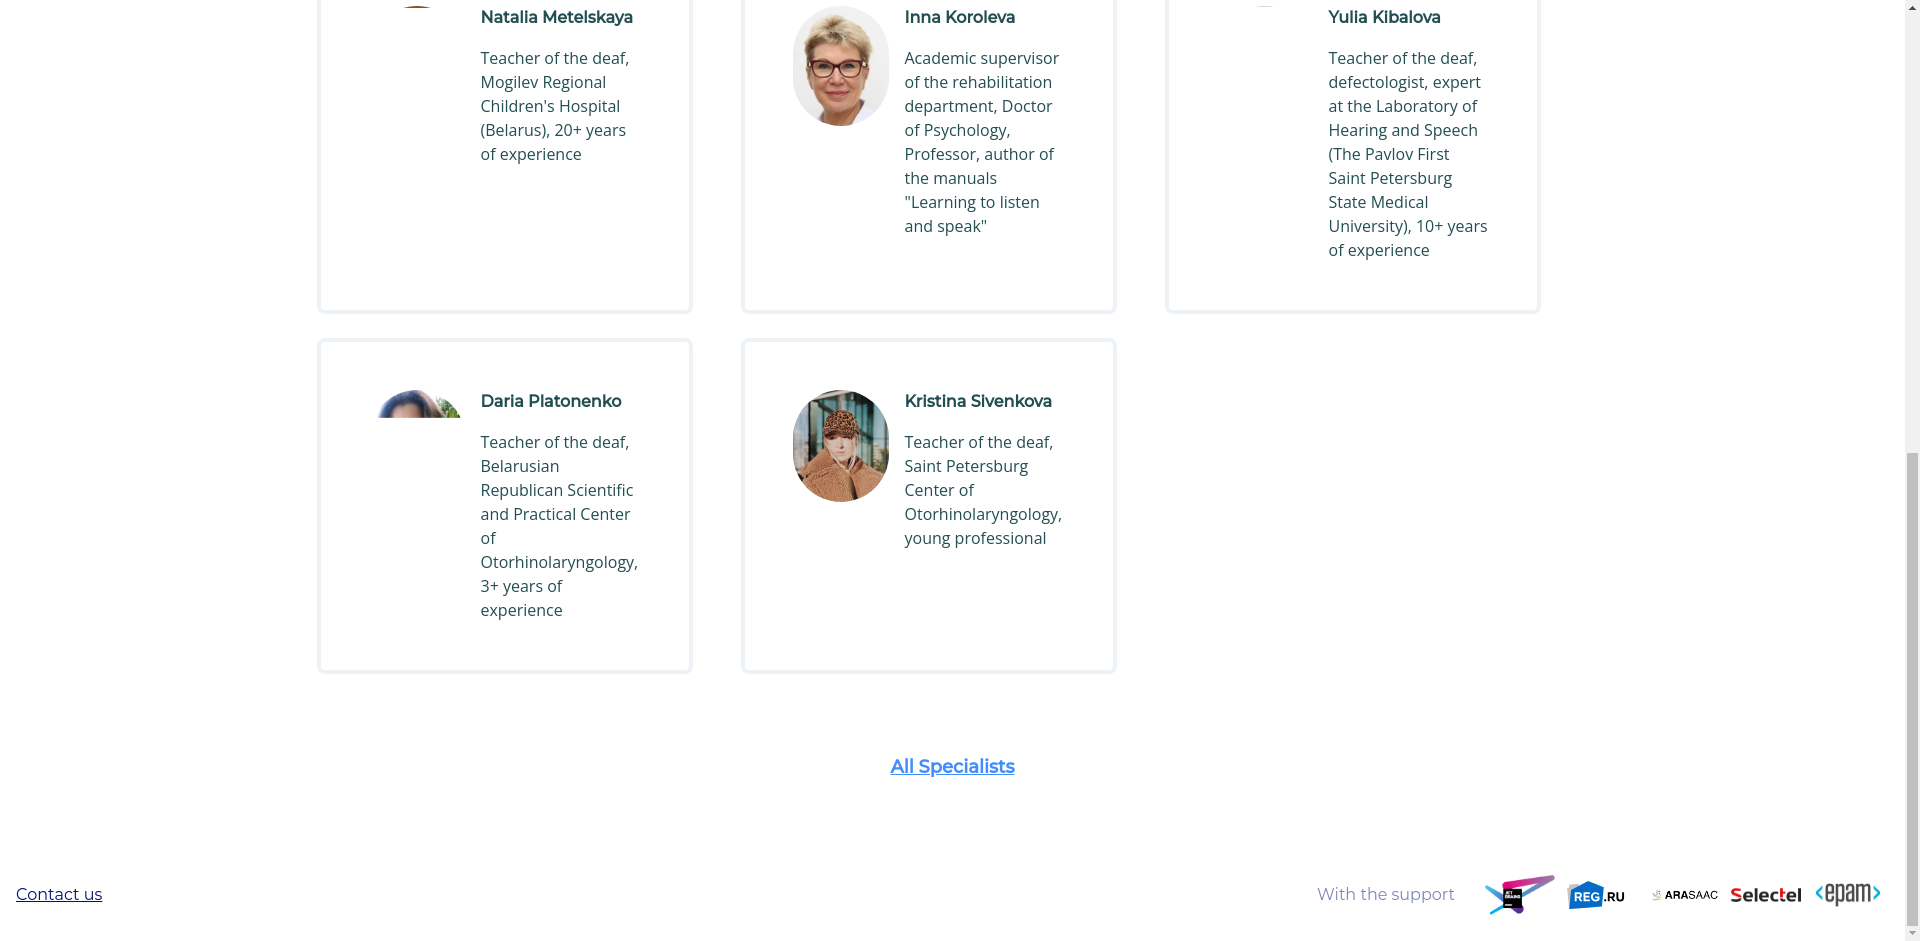 Natalia Metelskaya
Teacher of the deaf,
Mogilev Regional
Children's Hospital
(Belarus), 20+ years
of experience
Inna Koroleva
Academic supervisor
of the rehabilitation
department, Doctor
of Psychology,
Professor, author of
the manuals
"Learning to listen
and speak"
Yulia Kibalova
Teacher of the deaf,
defectologist, expert
at the Laboratory of
Hearing and Speech
(The Pavlov First
Saint Petersburg
State Medical
University), 10+ years
of experience
Daria Platonenko
Teacher of the deaf,
Belarusian
Republican Scientific
and Practical Center
of
Otorhinolaryngology,
3+ years of
experience
Kristina Sivenkova
Teacher of the deaf,
Saint Petersburg
Center of
Otorhinolaryngology,
young professional
All Specialists
Contact us
With the support
JET
BRAINS
REG.RU
ARASAAC
Selectel
<epam>